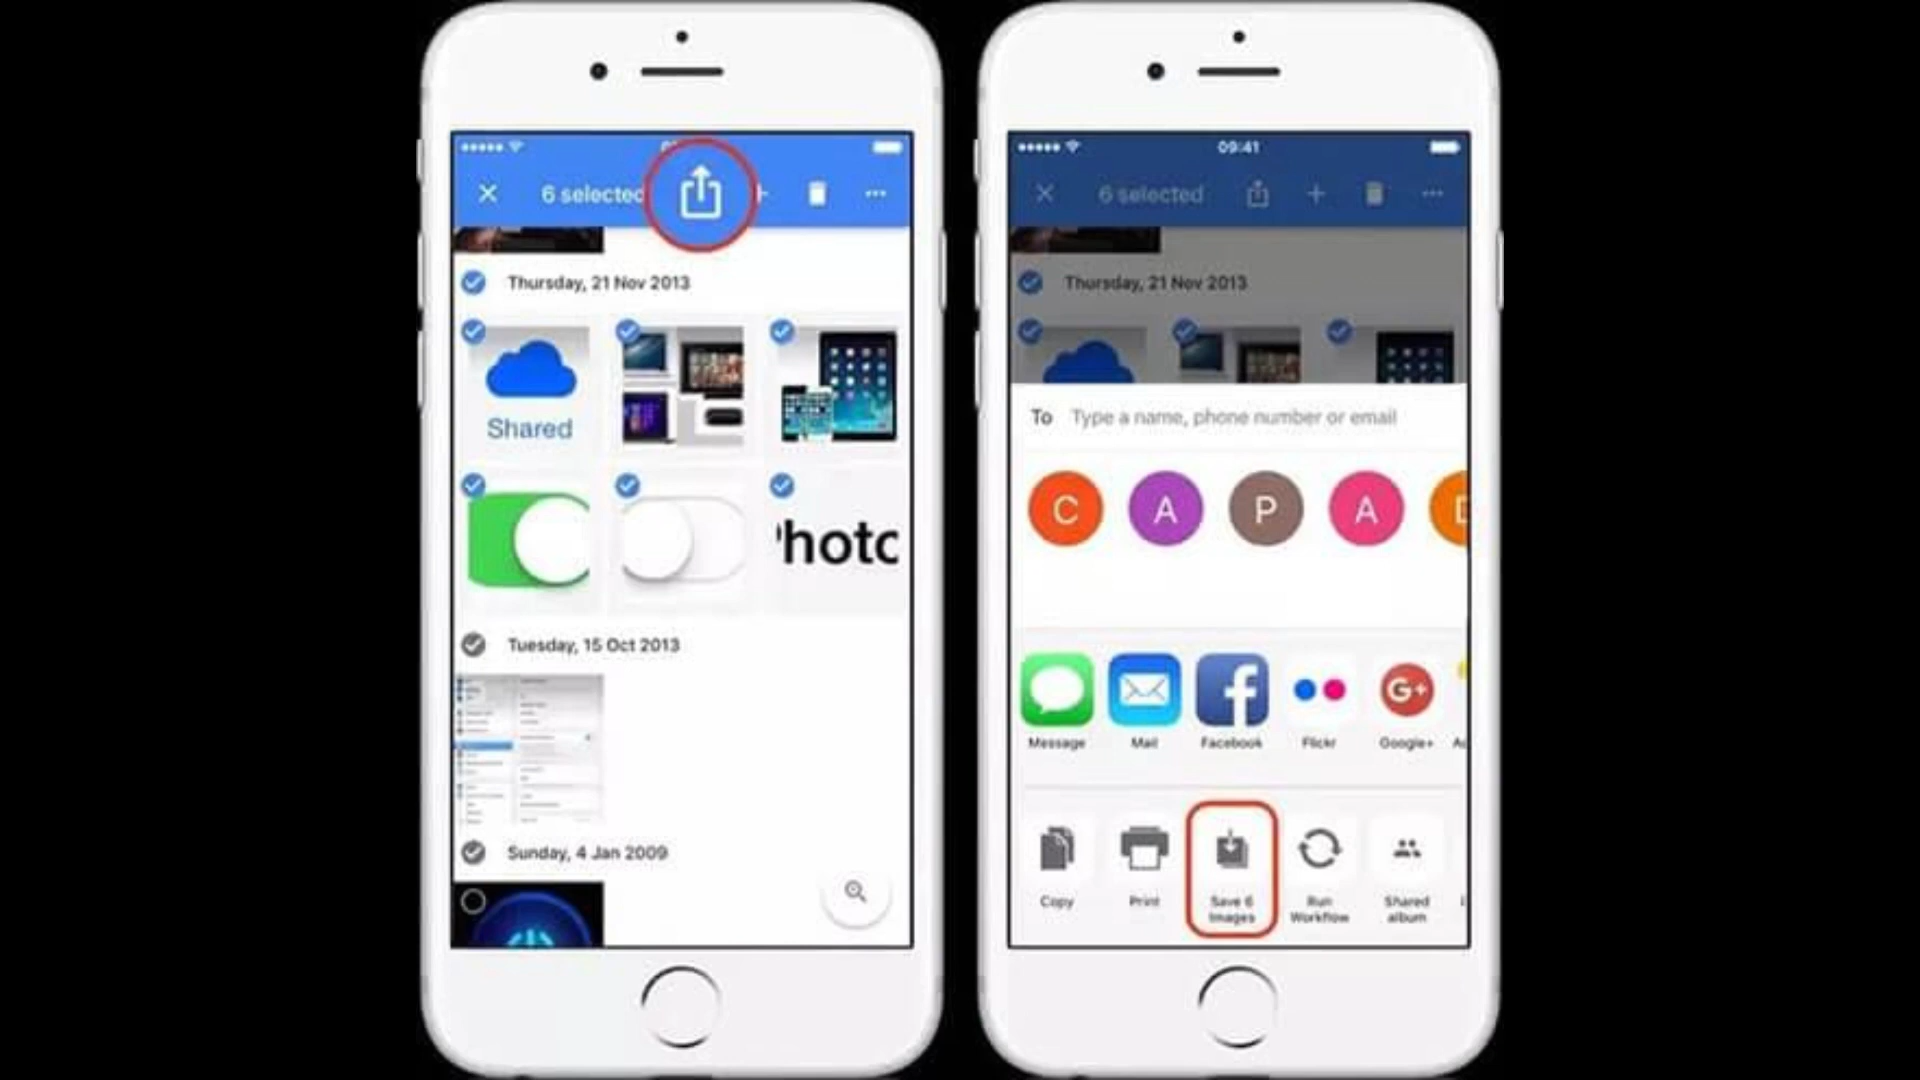 6 selected
Thursday, 21 Nov 2013
Shared
Photo
Tuesday, 15 Oct 2013
Sunday, 4 Jan 2009
09:41
6 selected
Thursday, 21 Nov 2013
To Type a name, phone number or email
C A P A
Message Mail Facebook Flickr G+ Google+
Copy Print Save 6 Images Run Workflow Shared album